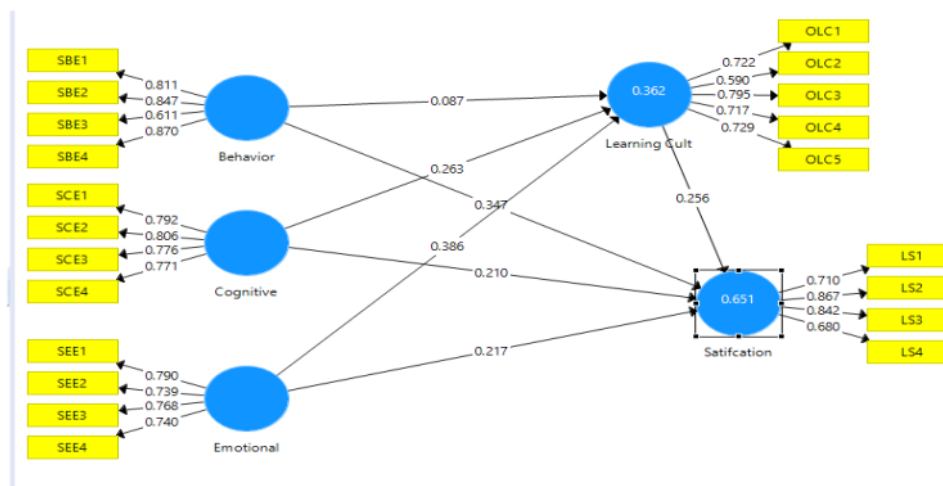 SBE1
SBE2
SBE3
SBE4
0.811
0.847
0.611
0.870
Behavior
SCE1
SCE2
SCE3
SCE4
0.792
0.806
0.776
0.771
Cognitive
SEE1
SEE2
SEE3
SEE4
0.790
0.739
0.768
0.740
Emotional
0.087
0.263
0.347
0.386
0.210
0.217
0.362
Learning Cult
0.256
0.722
0.590
0.795
0.717
0.729
OLC1
OLC2
OLC3
OLC4
OLC5
0.651
Satifcation
0.710
0.867
0.842
0.680
LS1
LS2
LS3
LS4